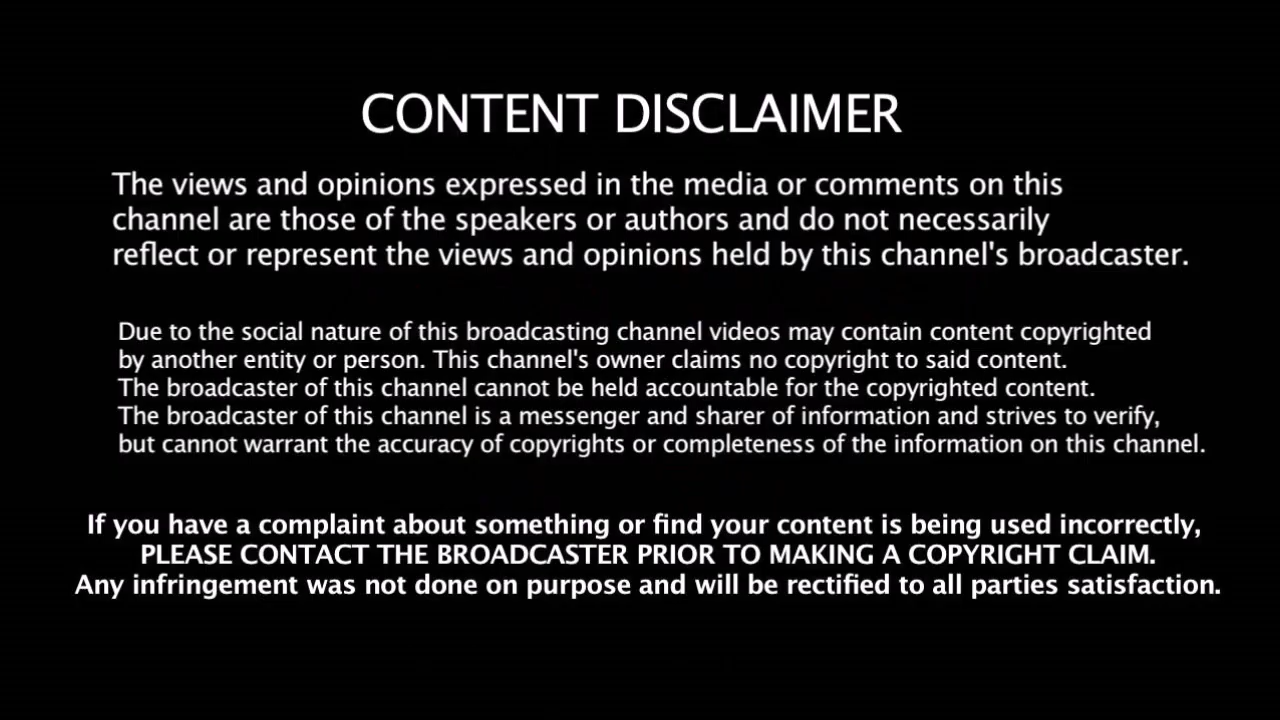 CONTENT DISCLAIMER
The views and opinions expressed in the media or comments on this
channel are those of the speakers or authors and do not necessarily
reflect or represent the views and opinions held by this channel's broadcaster.
Due to the social nature of this broadcasting channel videos may contain content copyrighted
by another entity or person. This channel's owner claims no copyright to said content.
The broadcaster of this channel cannot be held accountable for the copyrighted content.
The broadcaster of this channel is a messenger and sharer of information and strives to verify,
but cannot warrant the accuracy of copyrights or completeness of the information on this channel.
If you have a complaint about something or find your content is being used incorrectly,
PLEASE CONTACT THE BROADCASTER PRIOR TO MAKING A COPYRIGHT CLAIM.
Any infringement was not done on purpose and will be rectified to all parties satisfaction.